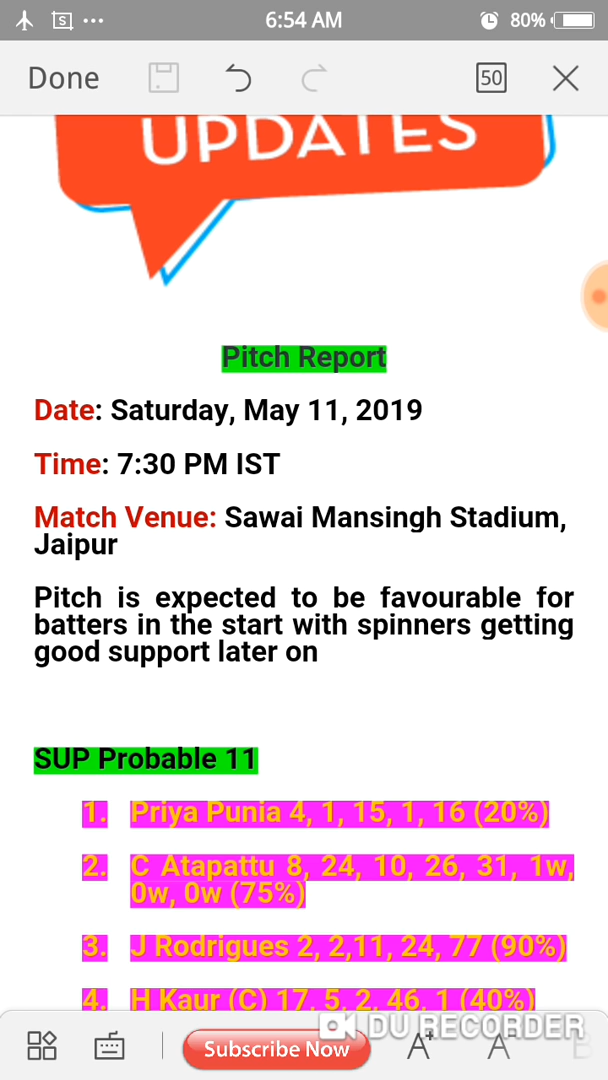 6:54 AM
80%
Done
50
UPDATES
Pitch Report
Date: Saturday, May 11, 2019
Time: 7:30 PM IST
Match Venue: Sawai Mansingh Stadium,
Jaipur
Pitch is expected to be favourable for
batters in the start with spinners getting
good support later on
SUP Probable 11
1. Priya Punia 4, 1, 15, 1, 16 (20%)
2. C Atapattu 8, 24, 10, 26, 31, 1w,
0w, 0w (75%)
3. J Rodrigues 2, 2,11, 24, 77 (90%)
4. H Kaur (C) 17, 5, 2, 46, 1 (40%)
DU RECORDER
Subscribe Now
A+
A-
B